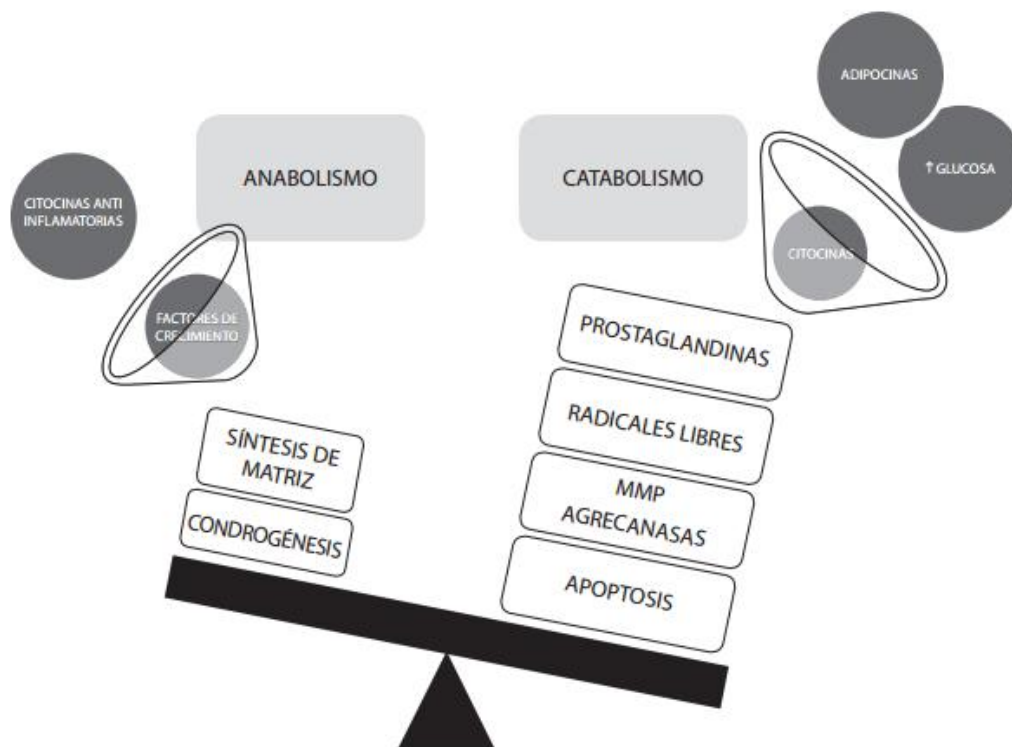 ADIPOCINAS
ANABOLISMO
CATABOLISMO
↑ GLUCOSA
CITOCINAS ANTI
INFLAMATORIAS
CITOCINAS
FACTORES DE
CRECIMIENTO
PROSTAGLANDINAS
RADICALES LIBRES
SÍNTESIS DE
MATRIZ
MMP
AGRECANASAS
CONDROGÉNESIS
APOPTOSIS